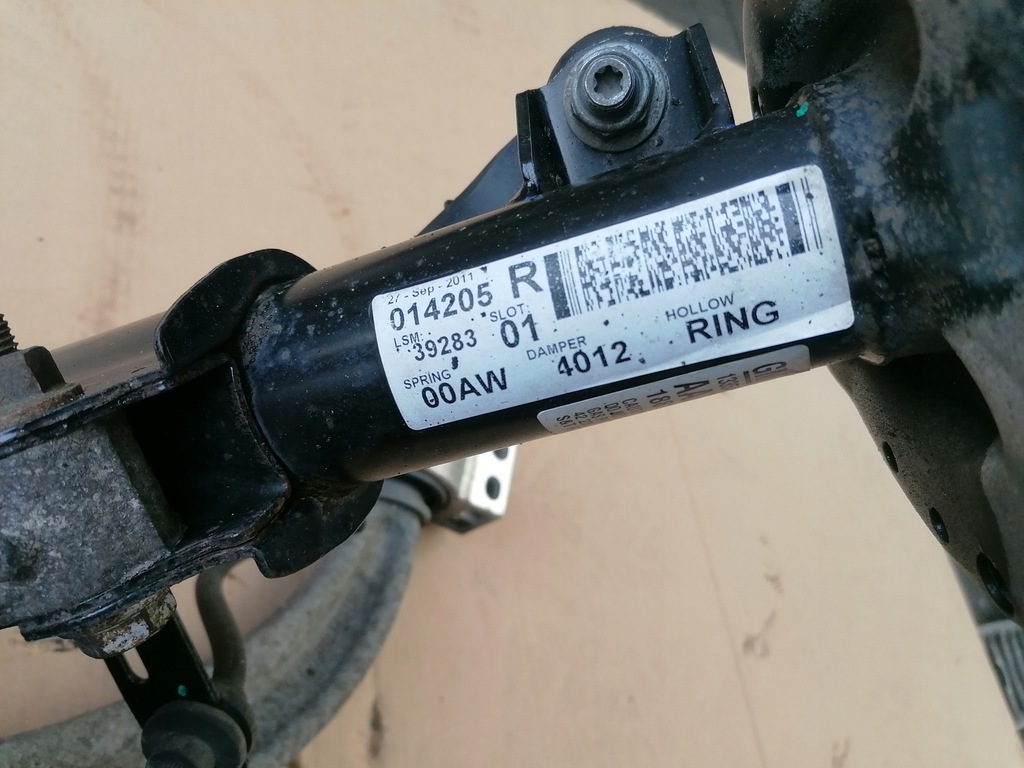 27 - Sep - 2011
014205 R
LSM:
39283
SLOT:
01
SPRING
00AW
DAMPER
4012
HOLLOW
RING